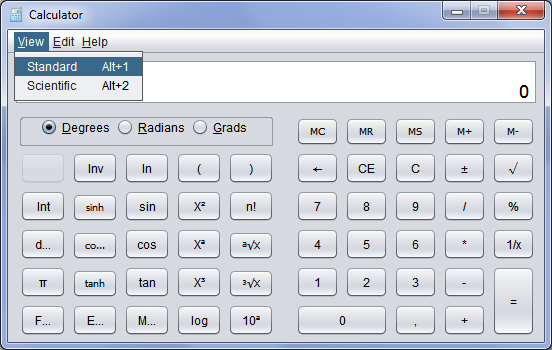 Calculator
View Edit Help
Standard Alt+1
Scientific Alt+2
0
Degrees Radians Grads
MC MR MS M+ M-
Inv ln ( ) ← CE C ± √
Int sinh sin X² n! 7 8 9 / %
d... co... cos Xª ª√X 4 5 6 * 1/x
π tanh tan X³ ³√X 1 2 3 - =
F... E... M... log 10ª 0 , +